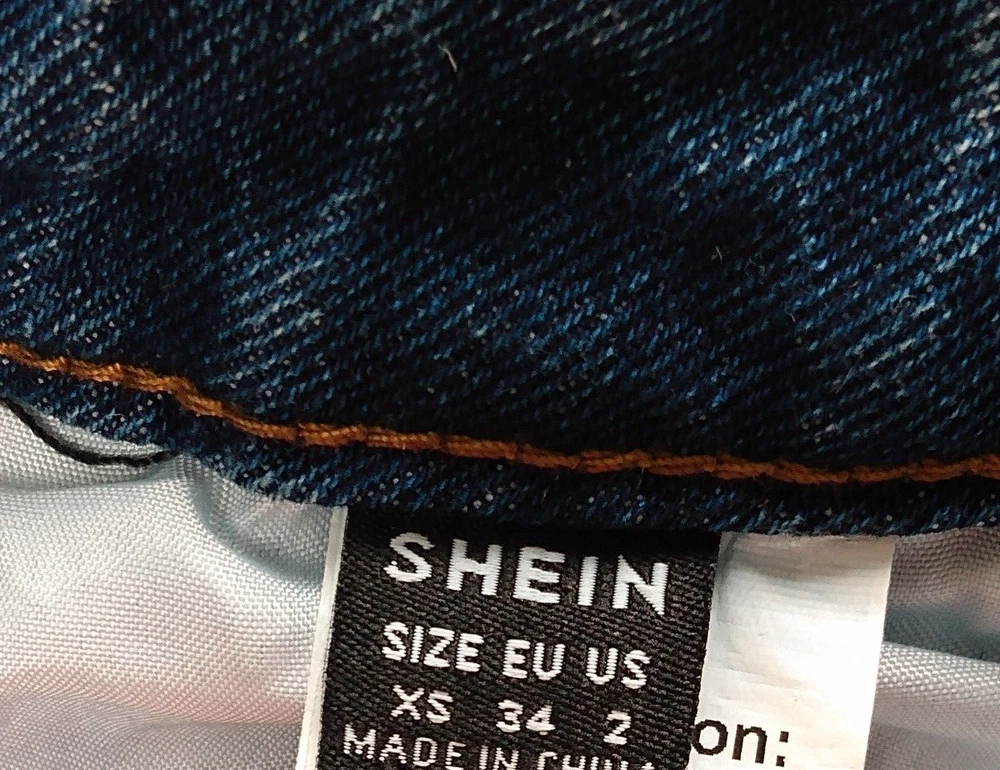 SHEIN
SIZE EU US
XS 34 2
MADE IN CHINA
on: